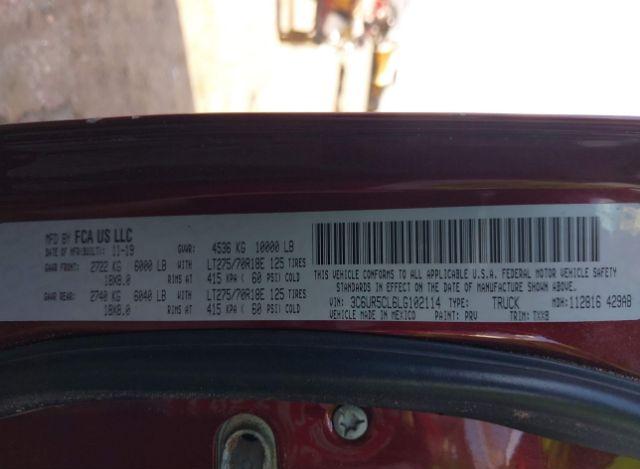 MFD BY FCA US LLC
DATE OF MFR(BUILT): 11-19 GVWR: 4536 KG 10000 LB
GAWR FRONT: 2722 KG 6000 LB WITH LT275/70R18E 125 TIRES
18X8.0 RIMS AT 415 KPA ( 60 PSI) COLD
GAWR REAR: 2740 KG 6040 LB WITH LT275/70R18E 125 TIRES
18X8.0 RIMS AT 415 KPA ( 60 PSI) COLD
THIS VEHICLE CONFORMS TO ALL APPLICABLE U.S.A. FEDERAL MOTOR VEHICLE SAFETY
STANDARDS IN EFFECT ON THE DATE OF MANUFACTURE SHOWN ABOVE.
VIN: 3C6UR5CL6LG102114 TYPE: TRUCK MDH: 112816 429AB
VEHICLE MADE IN MEXICO PAINT: PRV TRIM: TXX8